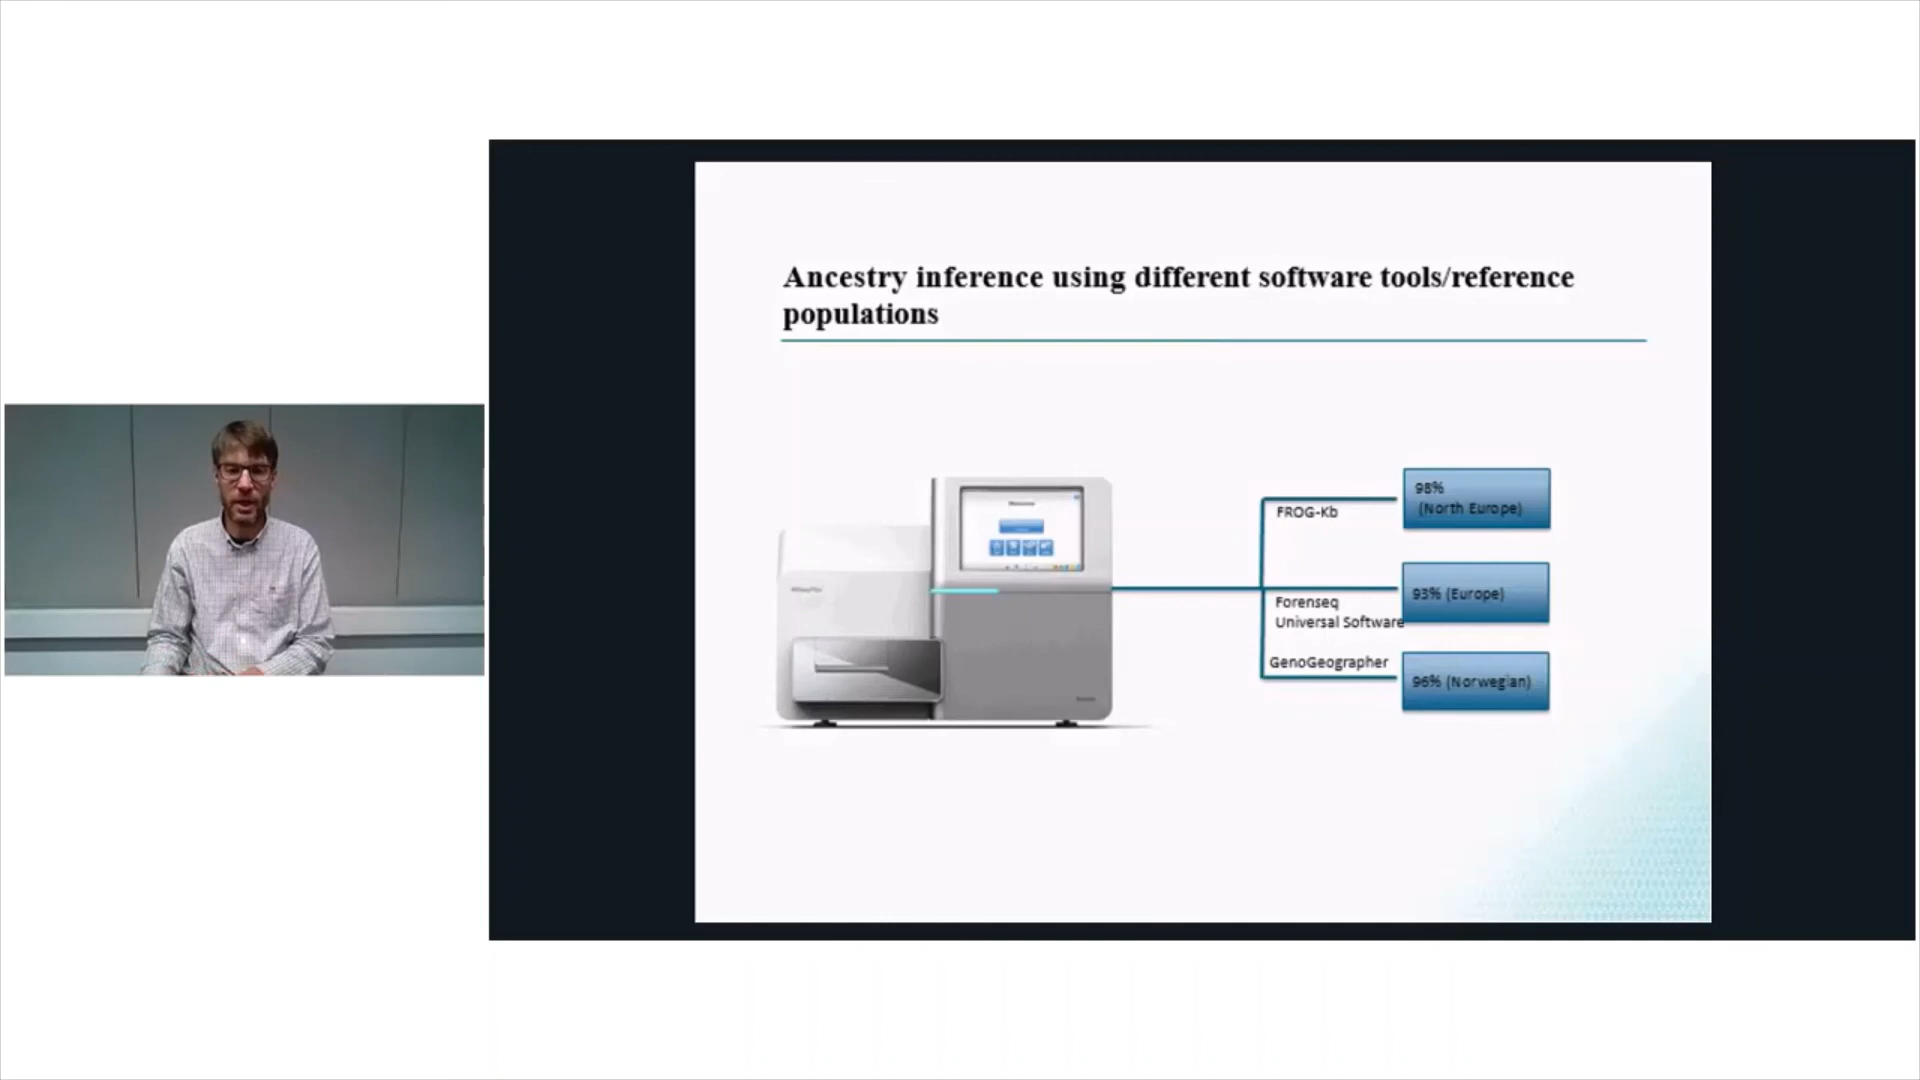 Ancestry inference using different software tools/reference
populations
FROG-Kb
98%
(North Europe)
Forenseq
Universal Software
93% (Europe)
GenoGeographer
96% (Norwegian)